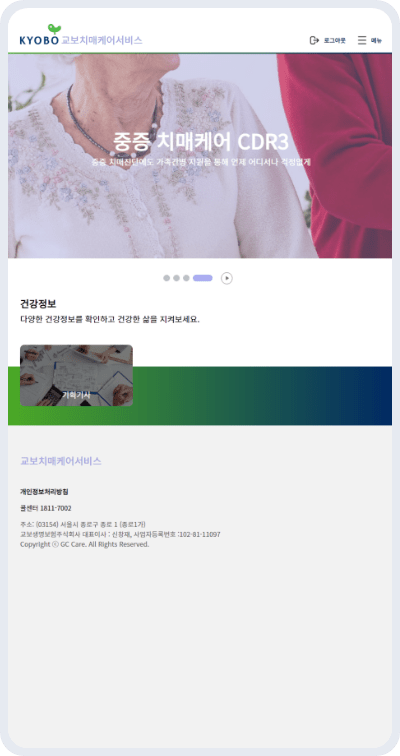 KYOBO 교보치매케어서비스
로그아웃 메뉴
중증 치매케어 CDR3
중증 치매진단에도 가족간병 지원을 통해 언제 어디서나 걱정없게
건강정보
다양한 건강정보를 확인하고 건강한 삶을 지켜보세요.
기획기사
교보치매케어서비스
개인정보처리방침
콜센터 1811-7002
주소: (03154) 서울시 종로구 종로 1 (종로1가)
교보생명보험주식회사 대표이사 : 신창재, 사업자등록번호 :102-81-11097
Copyright ⓒ GC Care. All Rights Reserved.